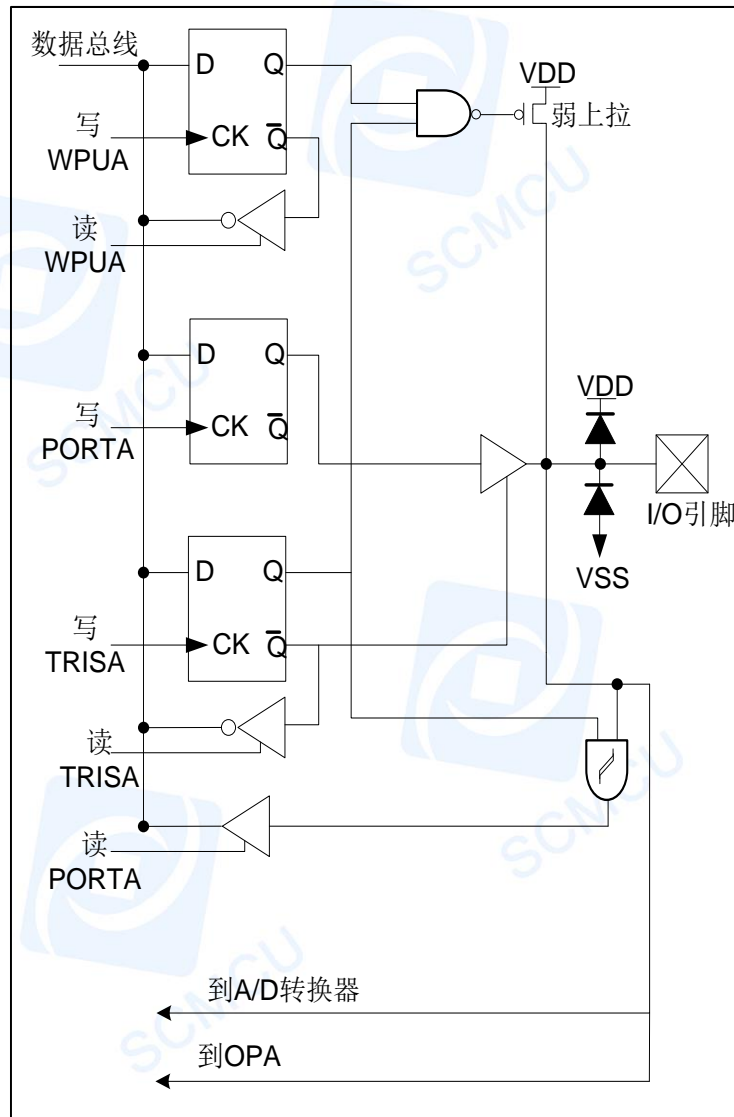 数据总线
D Q
VDD
弱上拉
写
WPUA
CK Q̅
读
WPUA
D Q
写
PORTA
CK Q̅
VDD
I/O引脚
VSS
D Q
写
TRISA
CK Q̅
读
TRISA
读
PORTA
到A/D转换器
到OPA
SCMCU
SCMCU
SCMCU
SCMCU